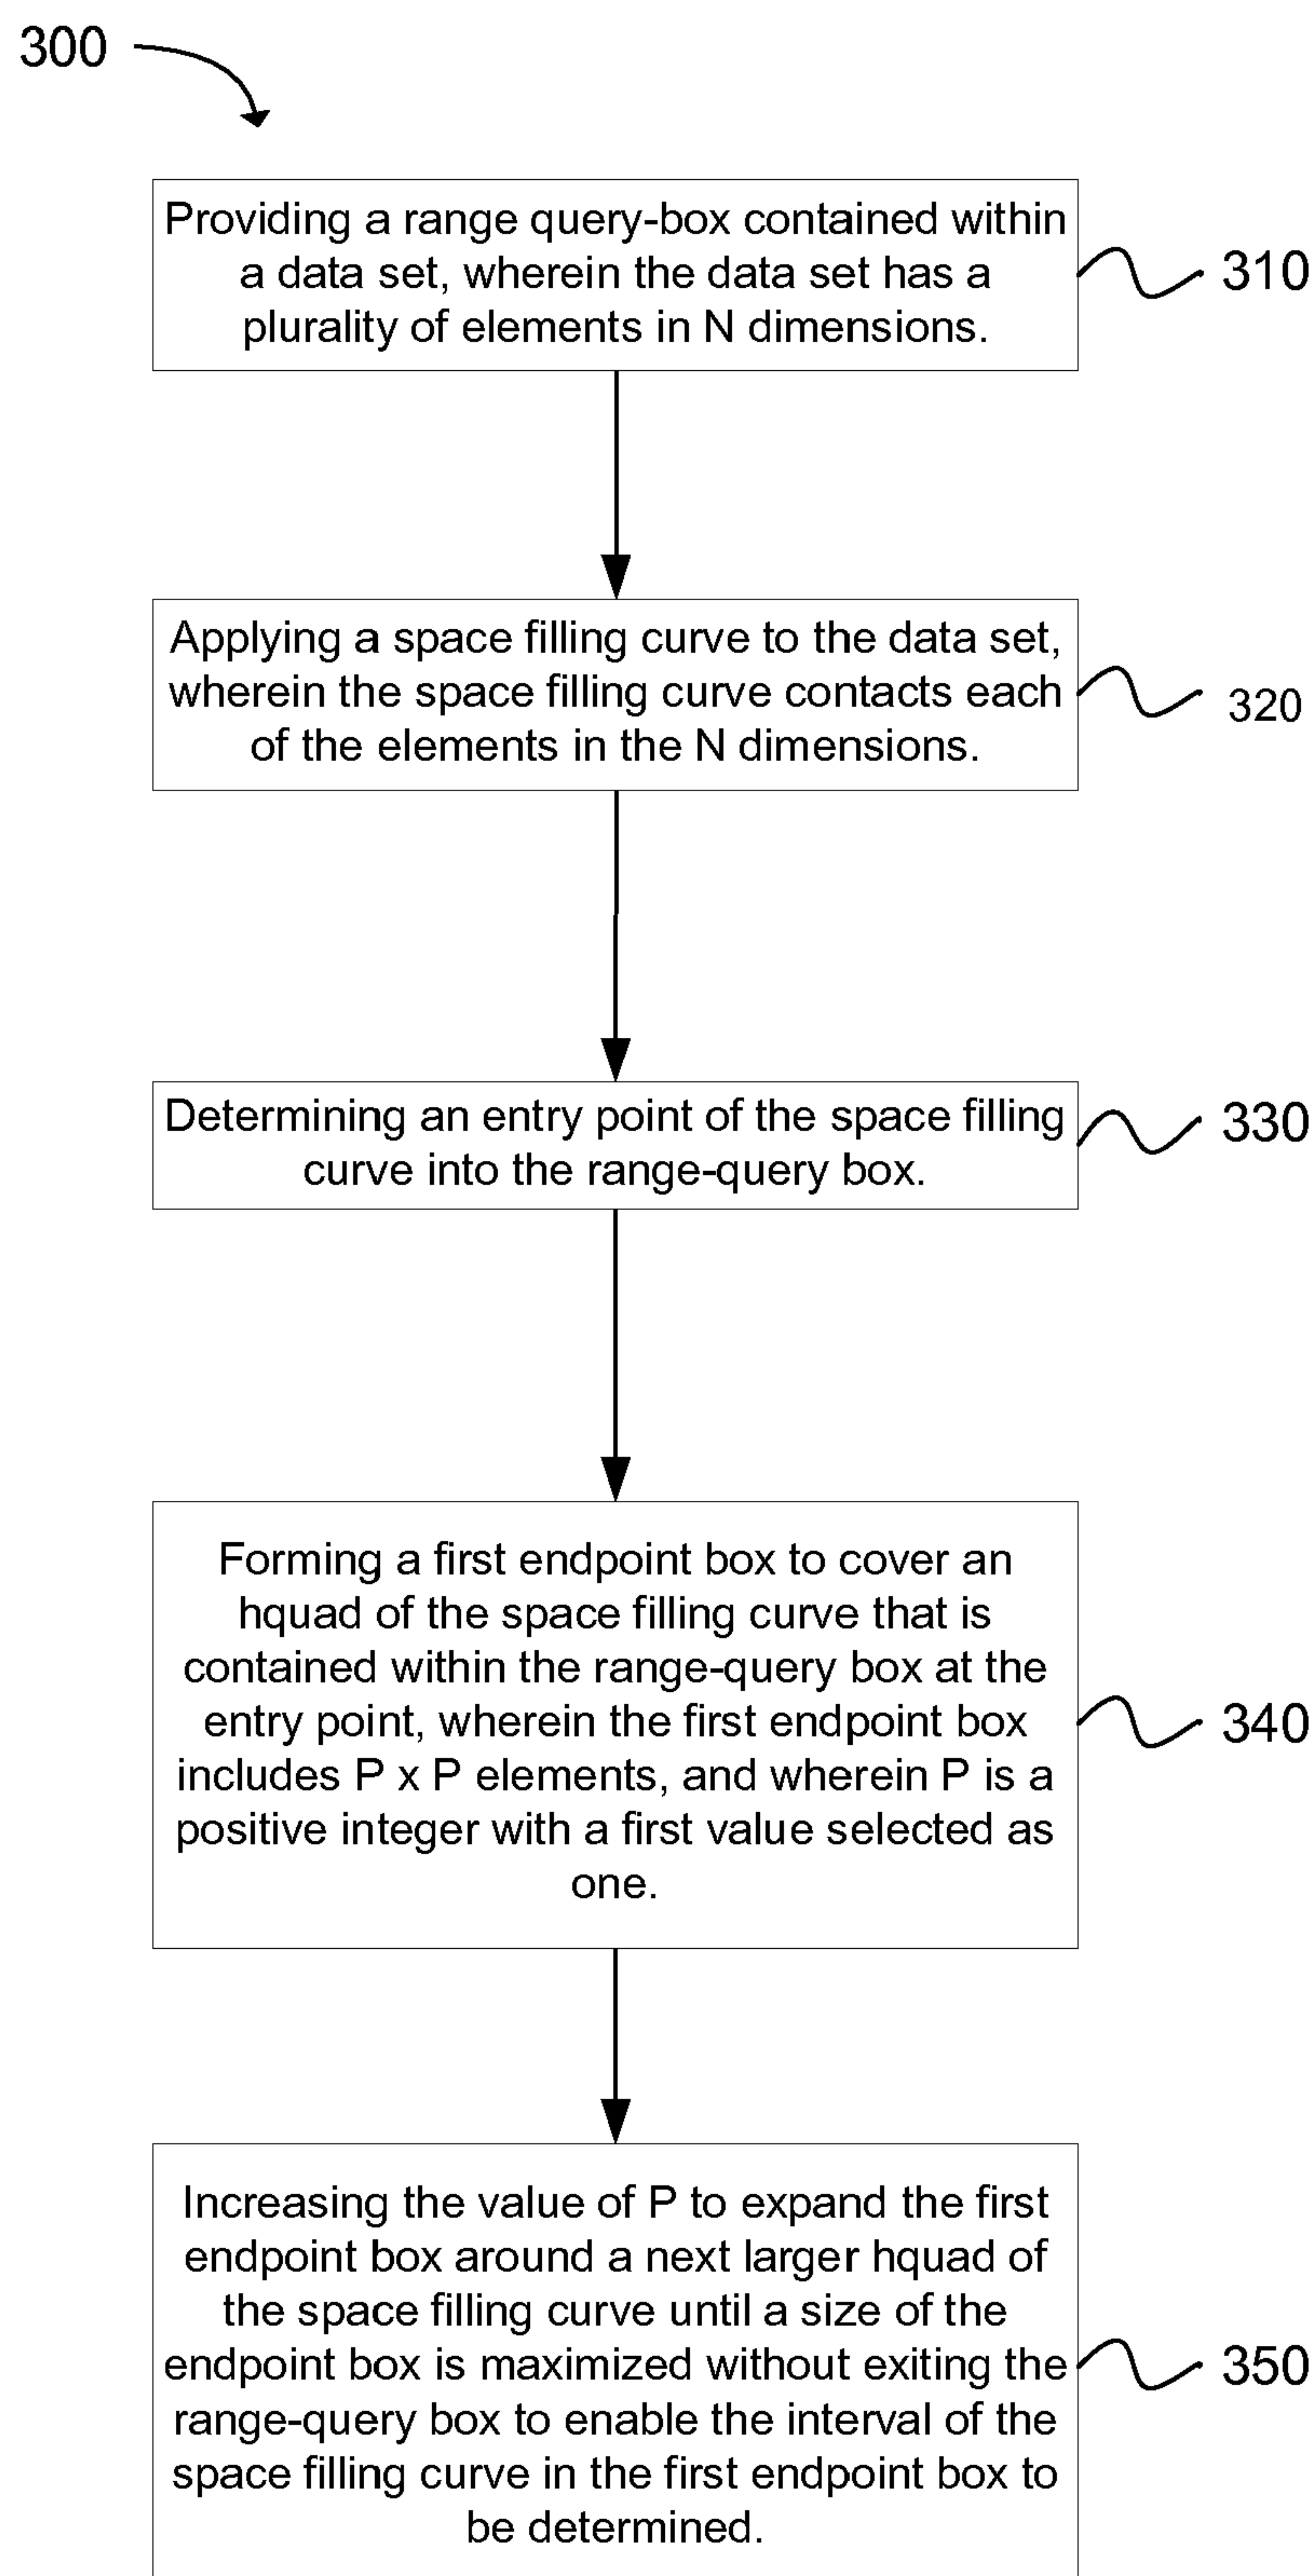 300
Providing a range query-box contained within
a data set, wherein the data set has a
plurality of elements in N dimensions.
310
Applying a space filling curve to the data set,
wherein the space filling curve contacts each
of the elements in the N dimensions.
320
Determining an entry point of the space filling
curve into the range-query box.
330
Forming a first endpoint box to cover an
hquad of the space filling curve that is
contained within the range-query box at the
entry point, wherein the first endpoint box
includes P x P elements, and wherein P is a
positive integer with a first value selected as
one.
340
Increasing the value of P to expand the first
endpoint box around a next larger hquad of
the space filling curve until a size of the
endpoint box is maximized without exiting the
range-query box to enable the interval of the
space filling curve in the first endpoint box to
be determined.
350